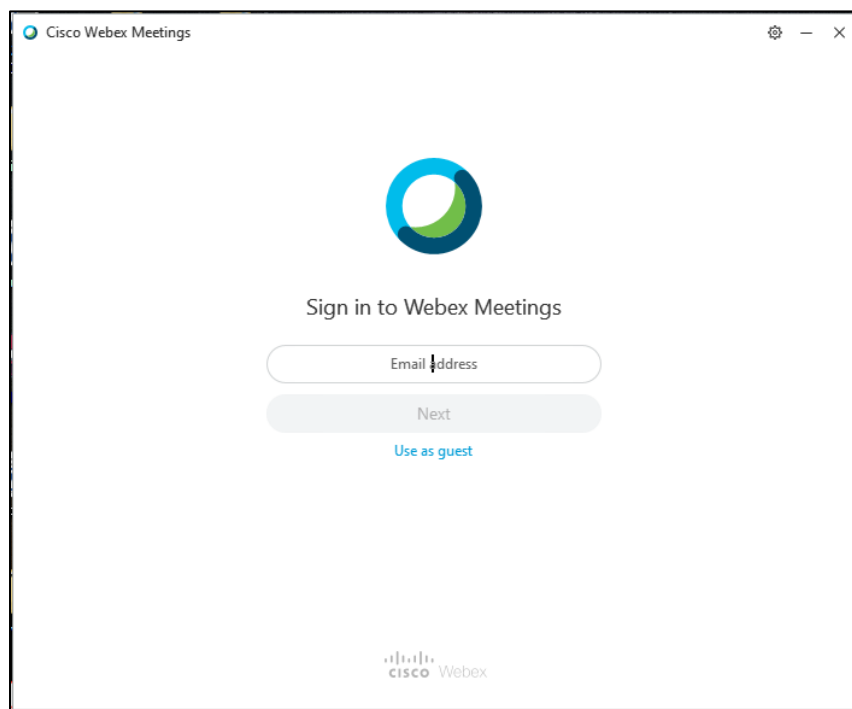 Cisco Webex Meetings
Sign in to Webex Meetings
Email address
Next
Use as guest
cisco Webex